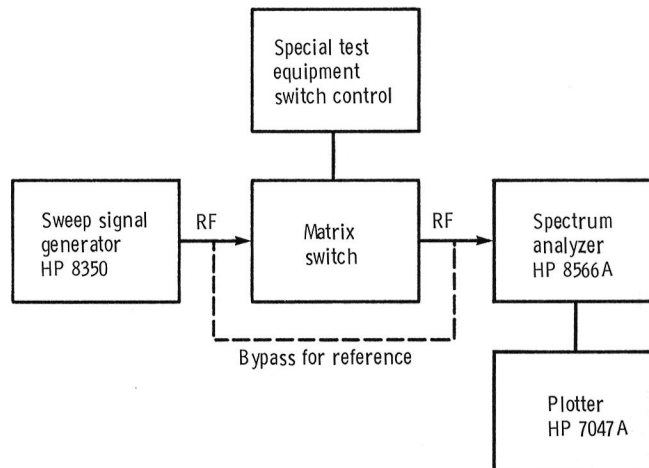 Special test
equipment
switch control
Sweep signal
generator
HP 8350
RF
Matrix
switch
RF
Spectrum
analyzer
HP 8566A
Bypass for reference
Plotter
HP 7047A